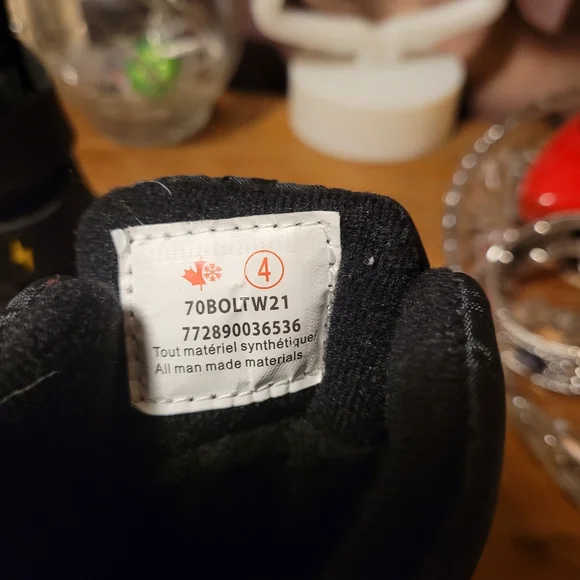 4
70BOLTW21
772890036536
Tout matériel synthétique
All man made materials